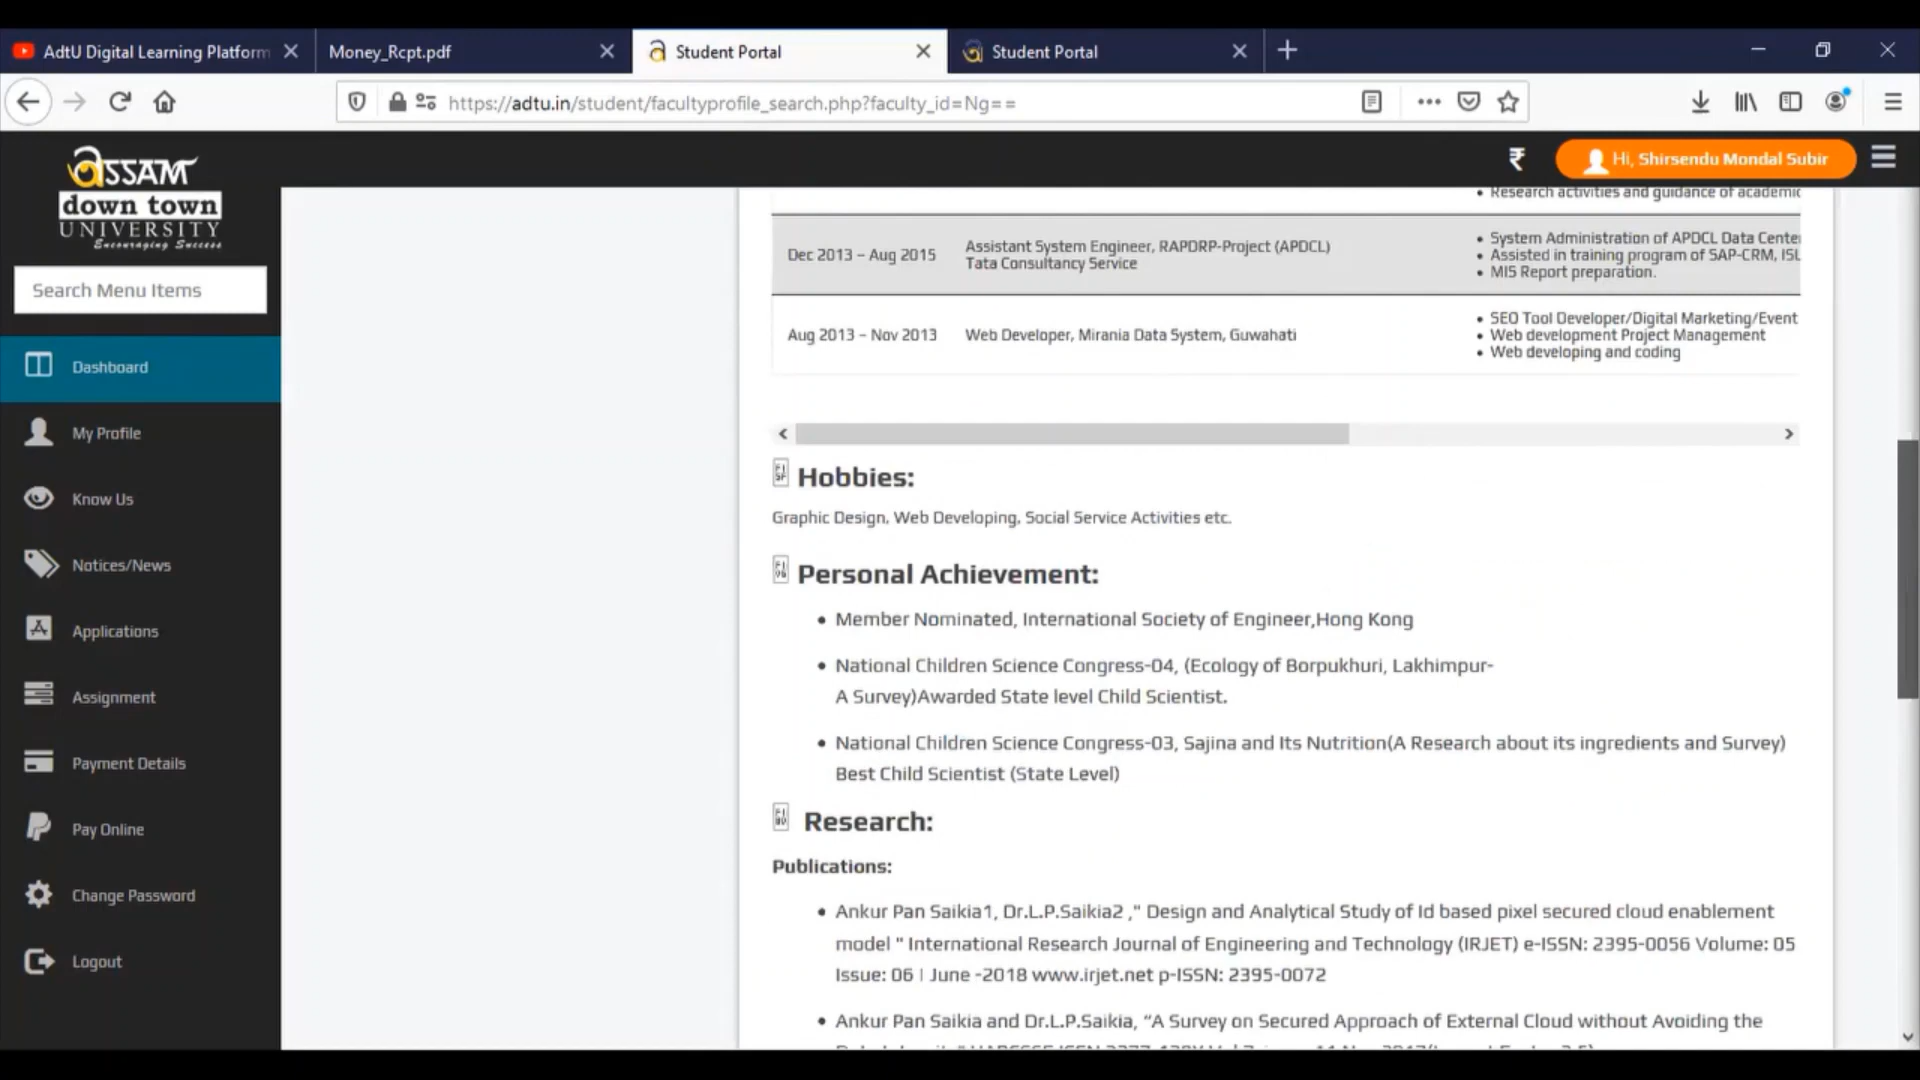 AdtU Digital Learning Platform
Money_Rcpt.pdf
Student Portal
Student Portal
https://adtu.in/student/facultyprofile_search.php?faculty_id=Ng==
অSSAM
down town
UNIVERSITY
Encouraging Success
₹
Hi, Shirsendu Mondal Subir
Search Menu Items
Dashboard
My Profile
Know Us
Notices/News
Applications
Assignment
Payment Details
Pay Online
Change Password
Logout
• Research activities and guidance of academic
Dec 2013 – Aug 2015
Assistant System Engineer, RAPDRP-Project (APDCL)
Tata Consultancy Service
• System Administration of APDCL Data Center
• Assisted in training program of SAP-CRM, ISU
• MIS Report preparation.
Aug 2013 – Nov 2013
Web Developer, Mirania Data System, Guwahati
• SEO Tool Developer/Digital Marketing/Event
• Web development Project Management
• Web developing and coding
Hobbies:
Graphic Design, Web Developing, Social Service Activities etc.
Personal Achievement:
• Member Nominated, International Society of Engineer,Hong Kong
• National Children Science Congress-04, (Ecology of Borpukhuri, Lakhimpur-
A Survey)Awarded State level Child Scientist.
• National Children Science Congress-03, Sajina and Its Nutrition(A Research about its ingredients and Survey)
Best Child Scientist (State Level)
Research:
Publications:
• Ankur Pan Saikia1, Dr.L.P.Saikia2 ," Design and Analytical Study of Id based pixel secured cloud enablement
model " International Research Journal of Engineering and Technology (IRJET) e-ISSN: 2395-0056 Volume: 05
Issue: 06 | June -2018 www.irjet.net p-ISSN: 2395-0072
• Ankur Pan Saikia and Dr.L.P.Saikia, “A Survey on Secured Approach of External Cloud without Avoiding the